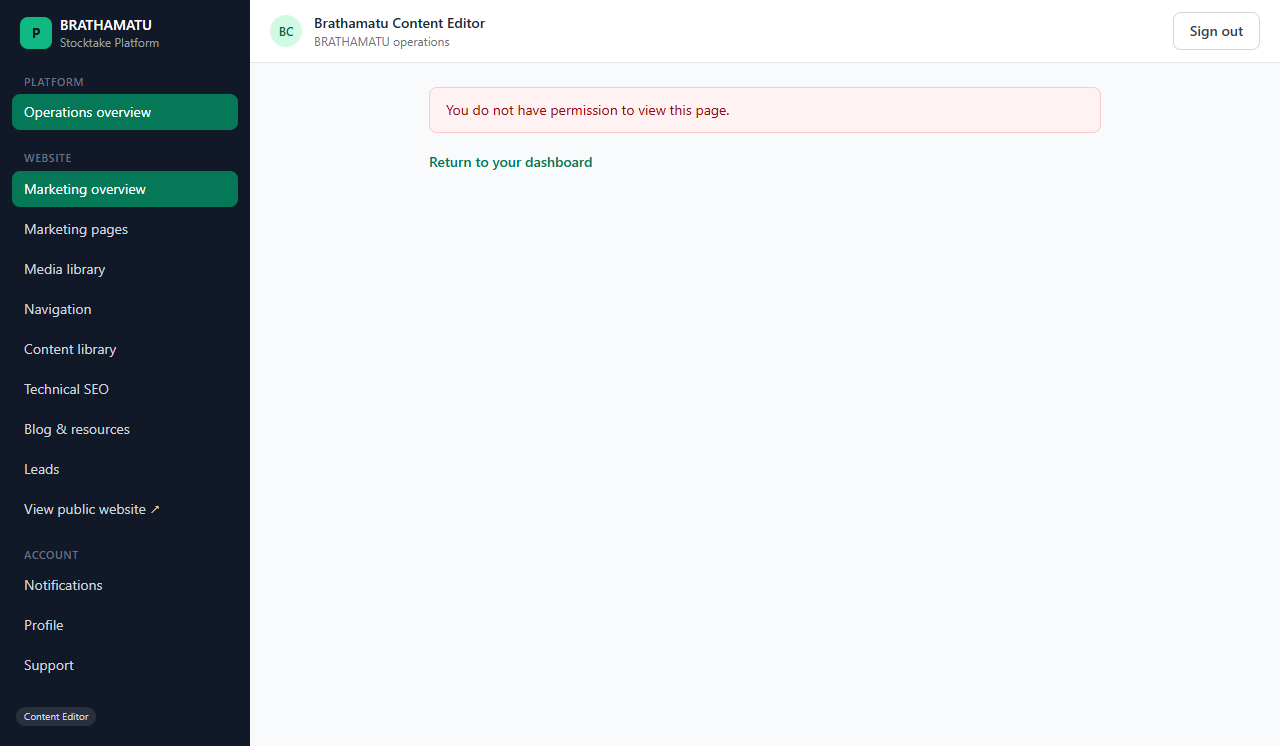 P
BRATHAMATU
Stocktake Platform
PLATFORM
Operations overview
WEBSITE
Marketing overview
Marketing pages
Media library
Navigation
Content library
Technical SEO
Blog & resources
Leads
View public website ↗
ACCOUNT
Notifications
Profile
Support
Content Editor
BC
Brathamatu Content Editor
BRATHAMATU operations
Sign out
You do not have permission to view this page.
Return to your dashboard